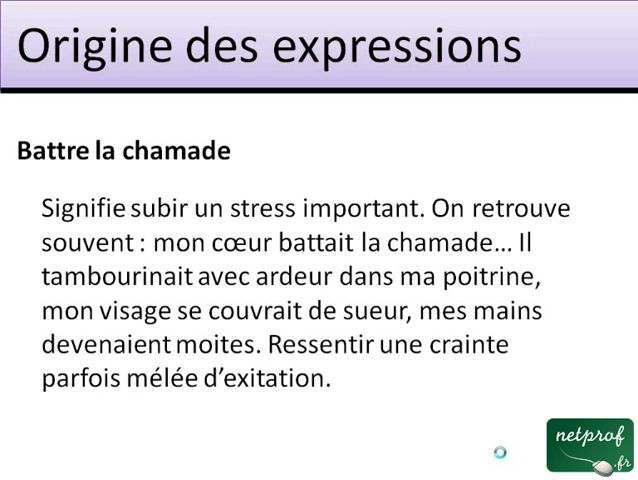 Origine des expressions
Battre la chamade
Signifie subir un stress important. On retrouve
souvent : mon cœur battait la chamade… Il
tambourinait avec ardeur dans ma poitrine,
mon visage se couvrait de sueur, mes mains
devenaient moites. Ressentir une crainte
parfois mélée d’exitation.
netprof
.fr